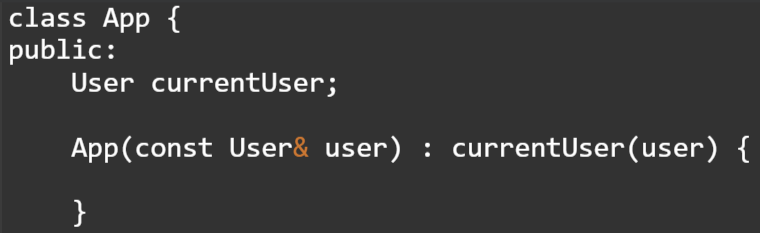 class App {
public:
    User currentUser;
    App(const User& user) : currentUser(user) {
    }